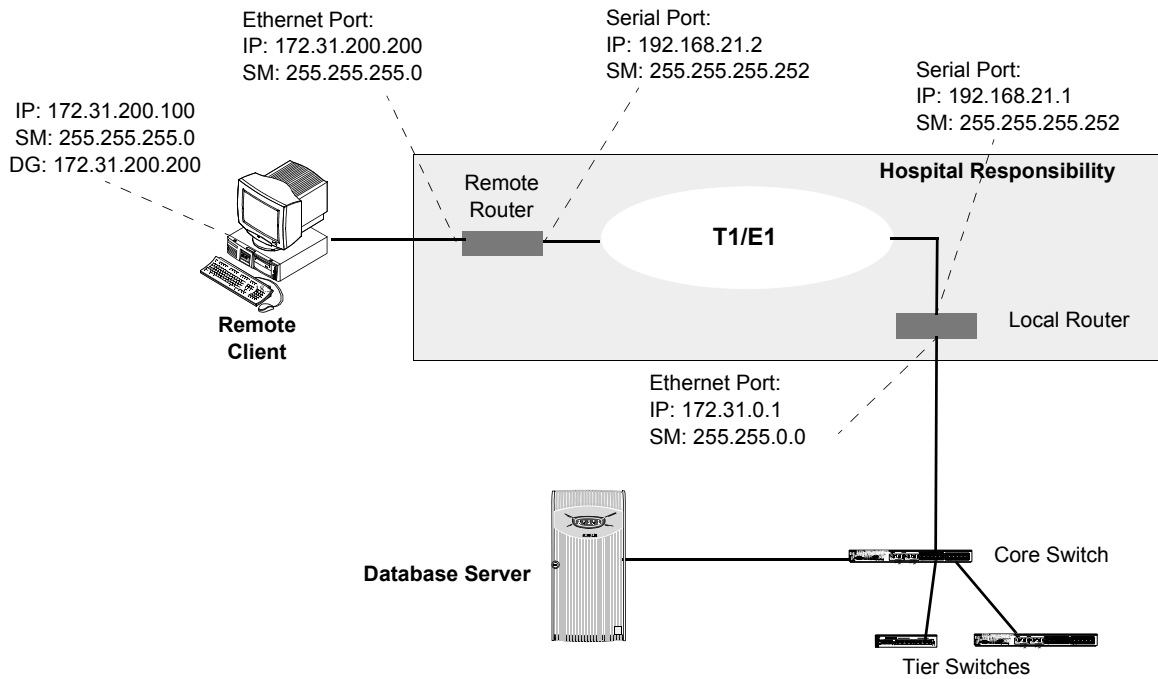 Ethernet Port:
IP: 172.31.200.200
SM: 255.255.255.0
Serial Port:
IP: 192.168.21.2
SM: 255.255.255.252
Serial Port:
IP: 192.168.21.1
SM: 255.255.255.252
IP: 172.31.200.100
SM: 255.255.255.0
DG: 172.31.200.200
Hospital Responsibility
Remote
Router
T1/E1
Remote
Client
Local Router
Ethernet Port:
IP: 172.31.0.1
SM: 255.255.0.0
Database Server
Core Switch
Tier Switches